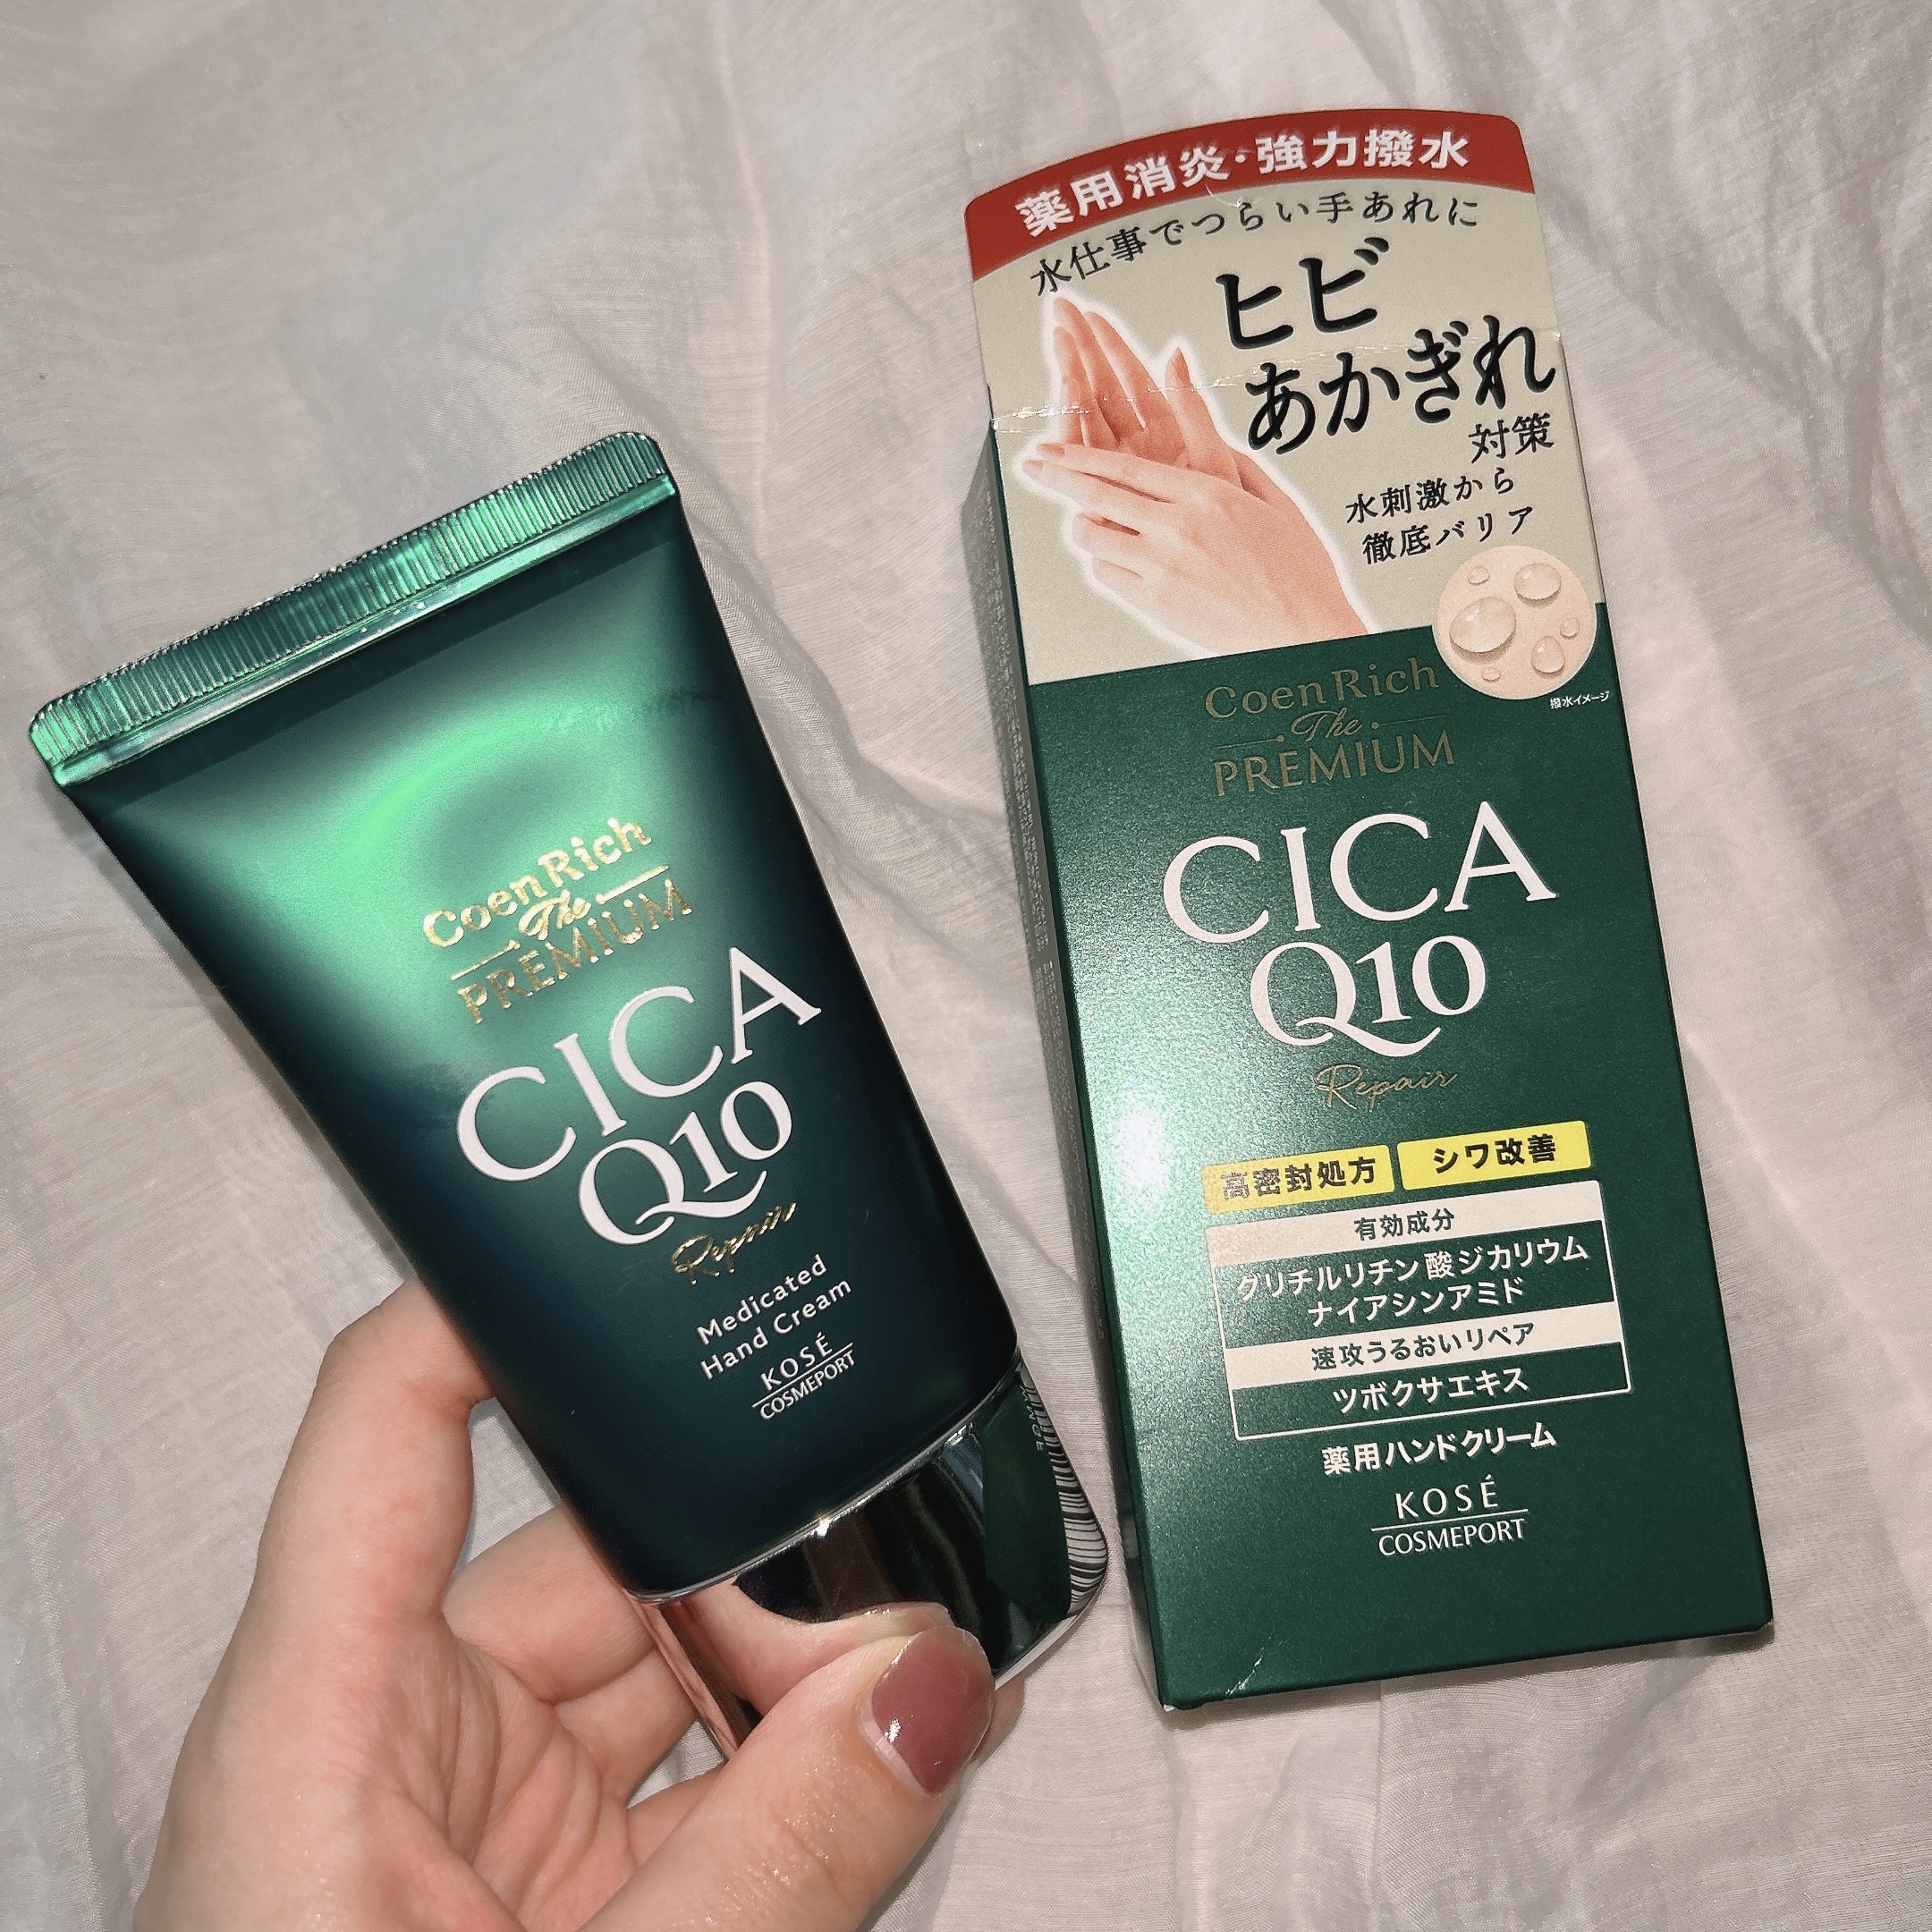 CoenRich
The
PREMIUM
CICA
Q10
Repair
Medicated
Hand Cream
KOSÉ
COSMEPORT
薬用消炎・強力撥水
水仕事でつらい手あれに
ヒビ
あかぎれ
対策
水刺激から
徹底バリア
撥水イメージ
CoenRich
The
PREMIUM
CICA
Q10
Repair
高密封処方 シワ改善
有効成分
グリチルリチン酸ジカリウム
ナイアシンアミド
速攻うるおいリペア
ツボクサエキス
薬用ハンドクリーム
KOSÉ
COSMEPORT